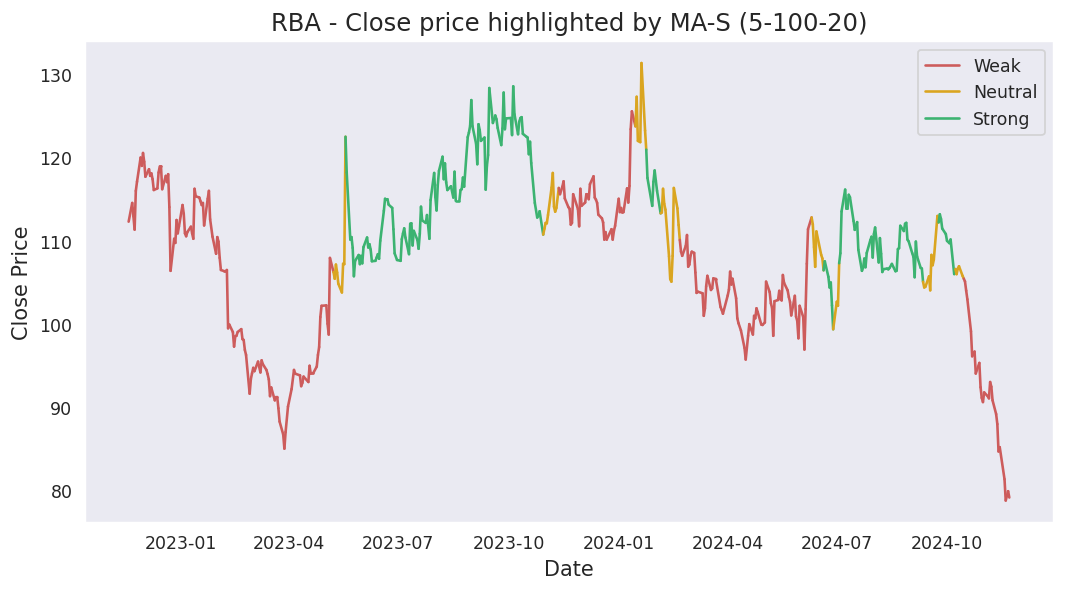 RBA - Close price highlighted by MA-S (5-100-20)
Weak
Neutral
Strong
Close Price
130
120
110
100
90
80
2023-01
2023-04
2023-07
2023-10
2024-01
2024-04
2024-07
2024-10
Date